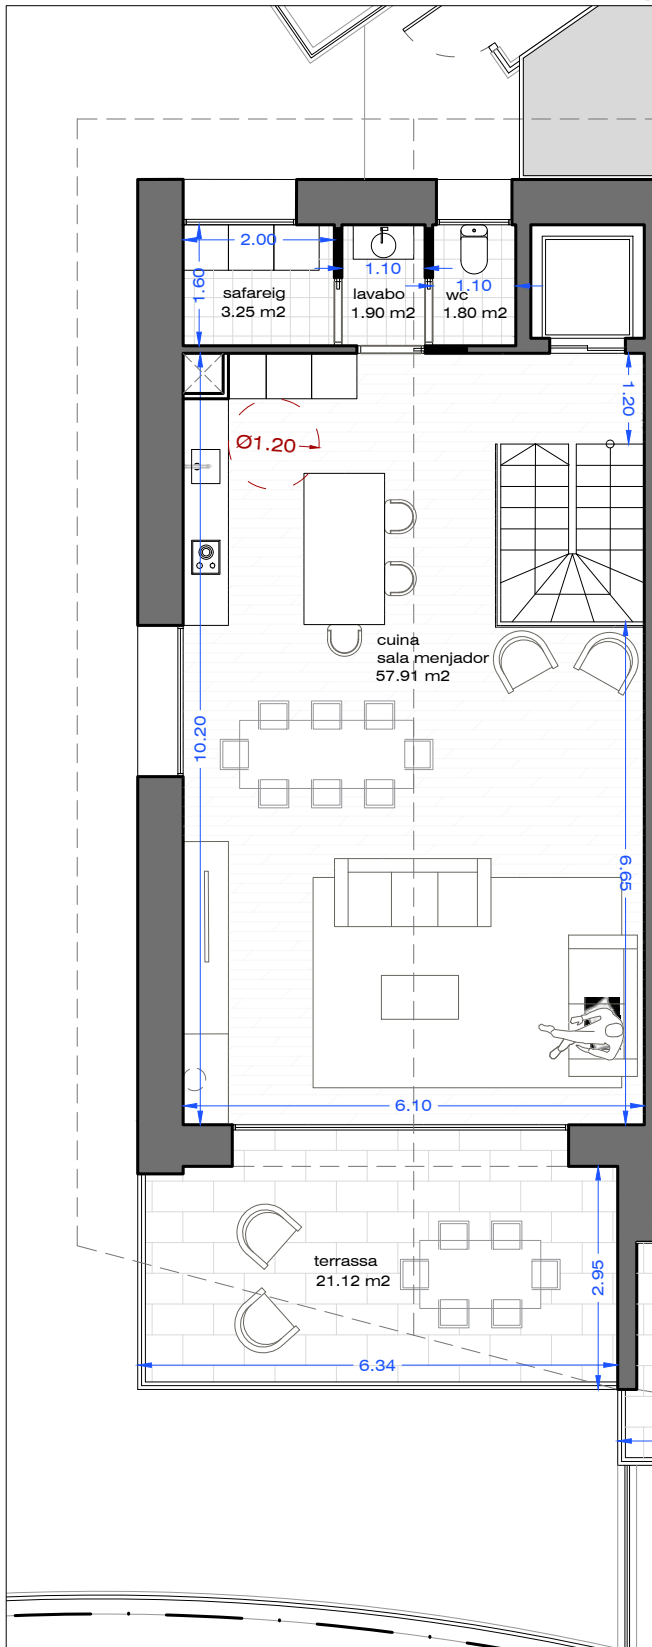 2.00
1.60
safareig
3.25 m2
1.10
lavabo
1.90 m2
1.10
wc
1.80 m2
1.20
Ø1.20
cuina
sala menjador
57.91 m2
10.20
6.65
6.10
terrassa
21.12 m2
2.95
6.34